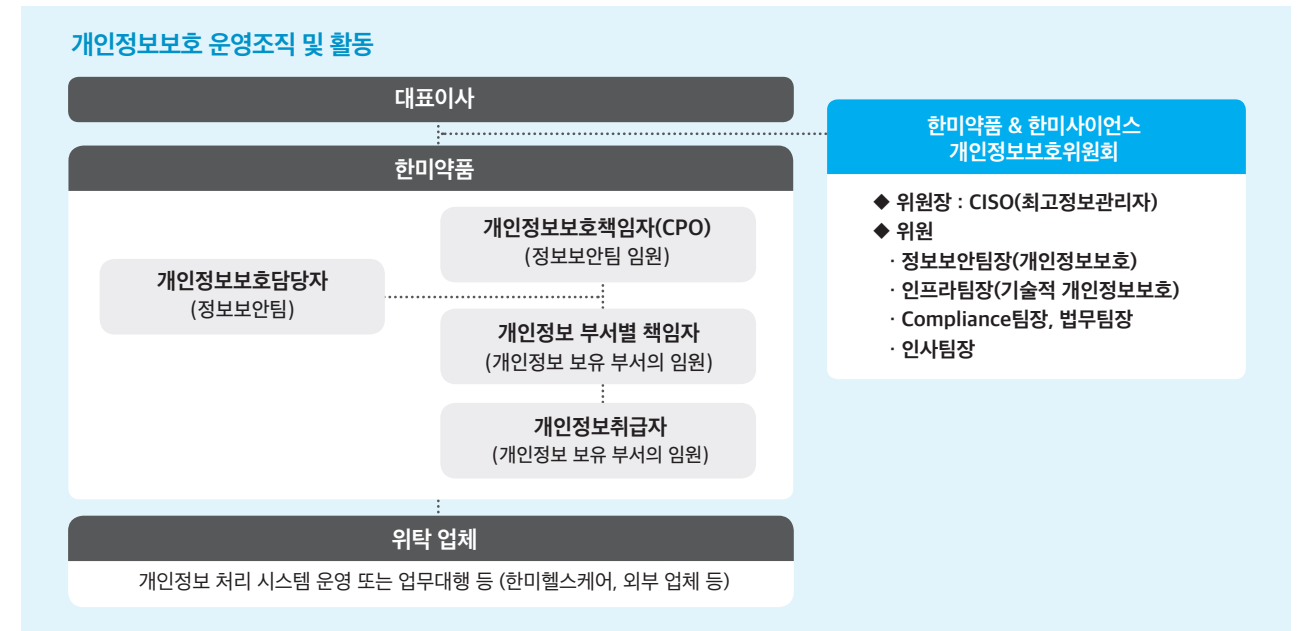 개인정보보호 운영조직 및 활동
대표이사
한미약품
개인정보보호책임자(CPO)
(정보보안팀 임원)
개인정보보호담당자
(정보보안팀)
개인정보 부서별 책임자
(개인정보 보유 부서의 임원)
개인정보취급자
(개인정보 보유 부서의 임원)
위탁 업체
개인정보 처리 시스템 운영 또는 업무대행 등 (한미헬스케어, 외부 업체 등)
한미약품 & 한미사이언스
개인정보보호위원회
◆ 위원장 : CISO(최고정보관리자)
◆ 위원
· 정보보안팀장(개인정보보호)
· 인프라팀장(기술적 개인정보보호)
· Compliance팀장, 법무팀장
· 인사팀장